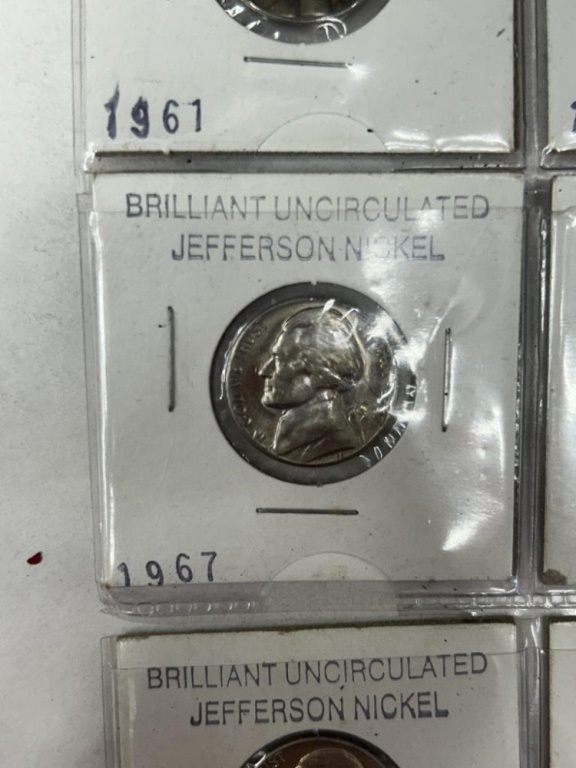 1961
BRILLIANT UNCIRCULATED
JEFFERSON NICKEL
1967
BRILLIANT UNCIRCULATED
JEFFERSON NICKEL